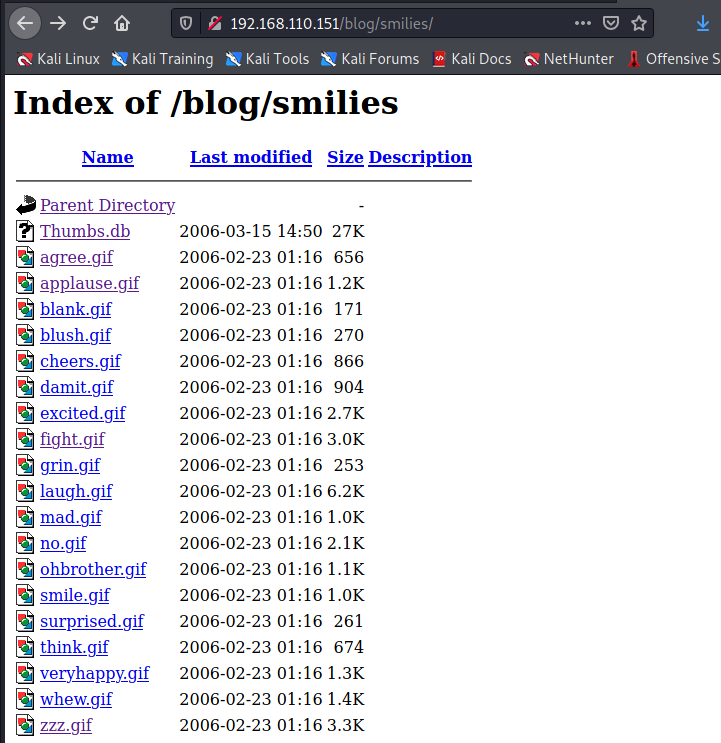 192.168.110.151/blog/smilies/
Kali Linux Kali Training Kali Tools Kali Forums Kali Docs NetHunter Offensive S
Index of /blog/smilies
Name Last modified Size Description
Parent Directory -
Thumbs.db 2006-03-15 14:50 27K
agree.gif 2006-02-23 01:16 656
applause.gif 2006-02-23 01:16 1.2K
blank.gif 2006-02-23 01:16 171
blush.gif 2006-02-23 01:16 270
cheers.gif 2006-02-23 01:16 866
damit.gif 2006-02-23 01:16 904
excited.gif 2006-02-23 01:16 2.7K
fight.gif 2006-02-23 01:16 3.0K
grin.gif 2006-02-23 01:16 253
laugh.gif 2006-02-23 01:16 6.2K
mad.gif 2006-02-23 01:16 1.0K
no.gif 2006-02-23 01:16 2.1K
ohbrother.gif 2006-02-23 01:16 1.1K
smile.gif 2006-02-23 01:16 1.0K
surprised.gif 2006-02-23 01:16 261
think.gif 2006-02-23 01:16 674
veryhappy.gif 2006-02-23 01:16 1.3K
whew.gif 2006-02-23 01:16 1.4K
zzz.gif 2006-02-23 01:16 3.3K